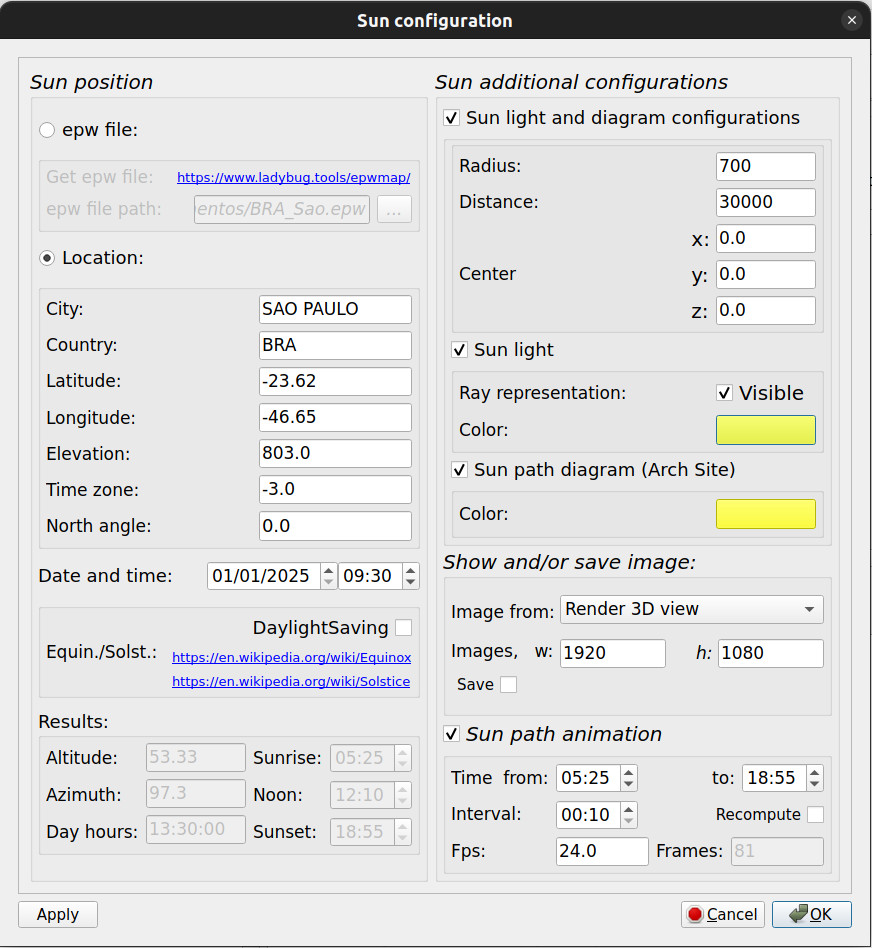 Sun configuration
Sun position
epw file:
Get epw file: https://www.ladybug.tools/epwmap/
epw file path: entos/BRA_Sao.epw ...
Location:
City: SAO PAULO
Country: BRA
Latitude: -23.62
Longitude: -46.65
Elevation: 803.0
Time zone: -3.0
North angle: 0.0
Date and time: 01/01/2025 09:30
DaylightSaving
Equin./Solst.: https://en.wikipedia.org/wiki/Equinox
https://en.wikipedia.org/wiki/Solstice
Results:
Altitude: 53.33 Sunrise: 05:25
Azimuth: 97.3 Noon: 12:10
Day hours: 13:30:00 Sunset: 18:55
Sun additional configurations
Sun light and diagram configurations
Radius: 700
Distance: 30000
x: 0.0
Center y: 0.0
z: 0.0
Sun light
Ray representation: Visible
Color:
Sun path diagram (Arch Site)
Color:
Show and/or save image:
Image from: Render 3D view
Images, w: 1920 h: 1080
Save
Sun path animation
Time from: 05:25 to: 18:55
Interval: 00:10 Recompute
Fps: 24.0 Frames: 81
Apply Cancel OK